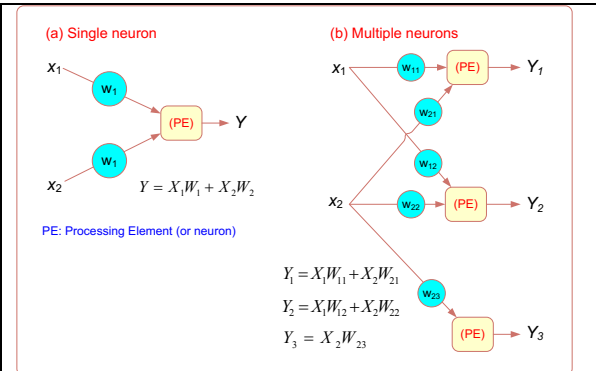 (a) Single neuron
x1
w1
(PE)
Y
w1
x2
Y = X1W1 + X2W2
PE: Processing Element (or neuron)
(b) Multiple neurons
x1
w11
(PE)
Y1
w21
w12
x2
w22
(PE)
Y2
Y1 = X1W11 + X2W21
Y2 = X1W12 + X2W22
Y3 = X2W23
w23
(PE)
Y3